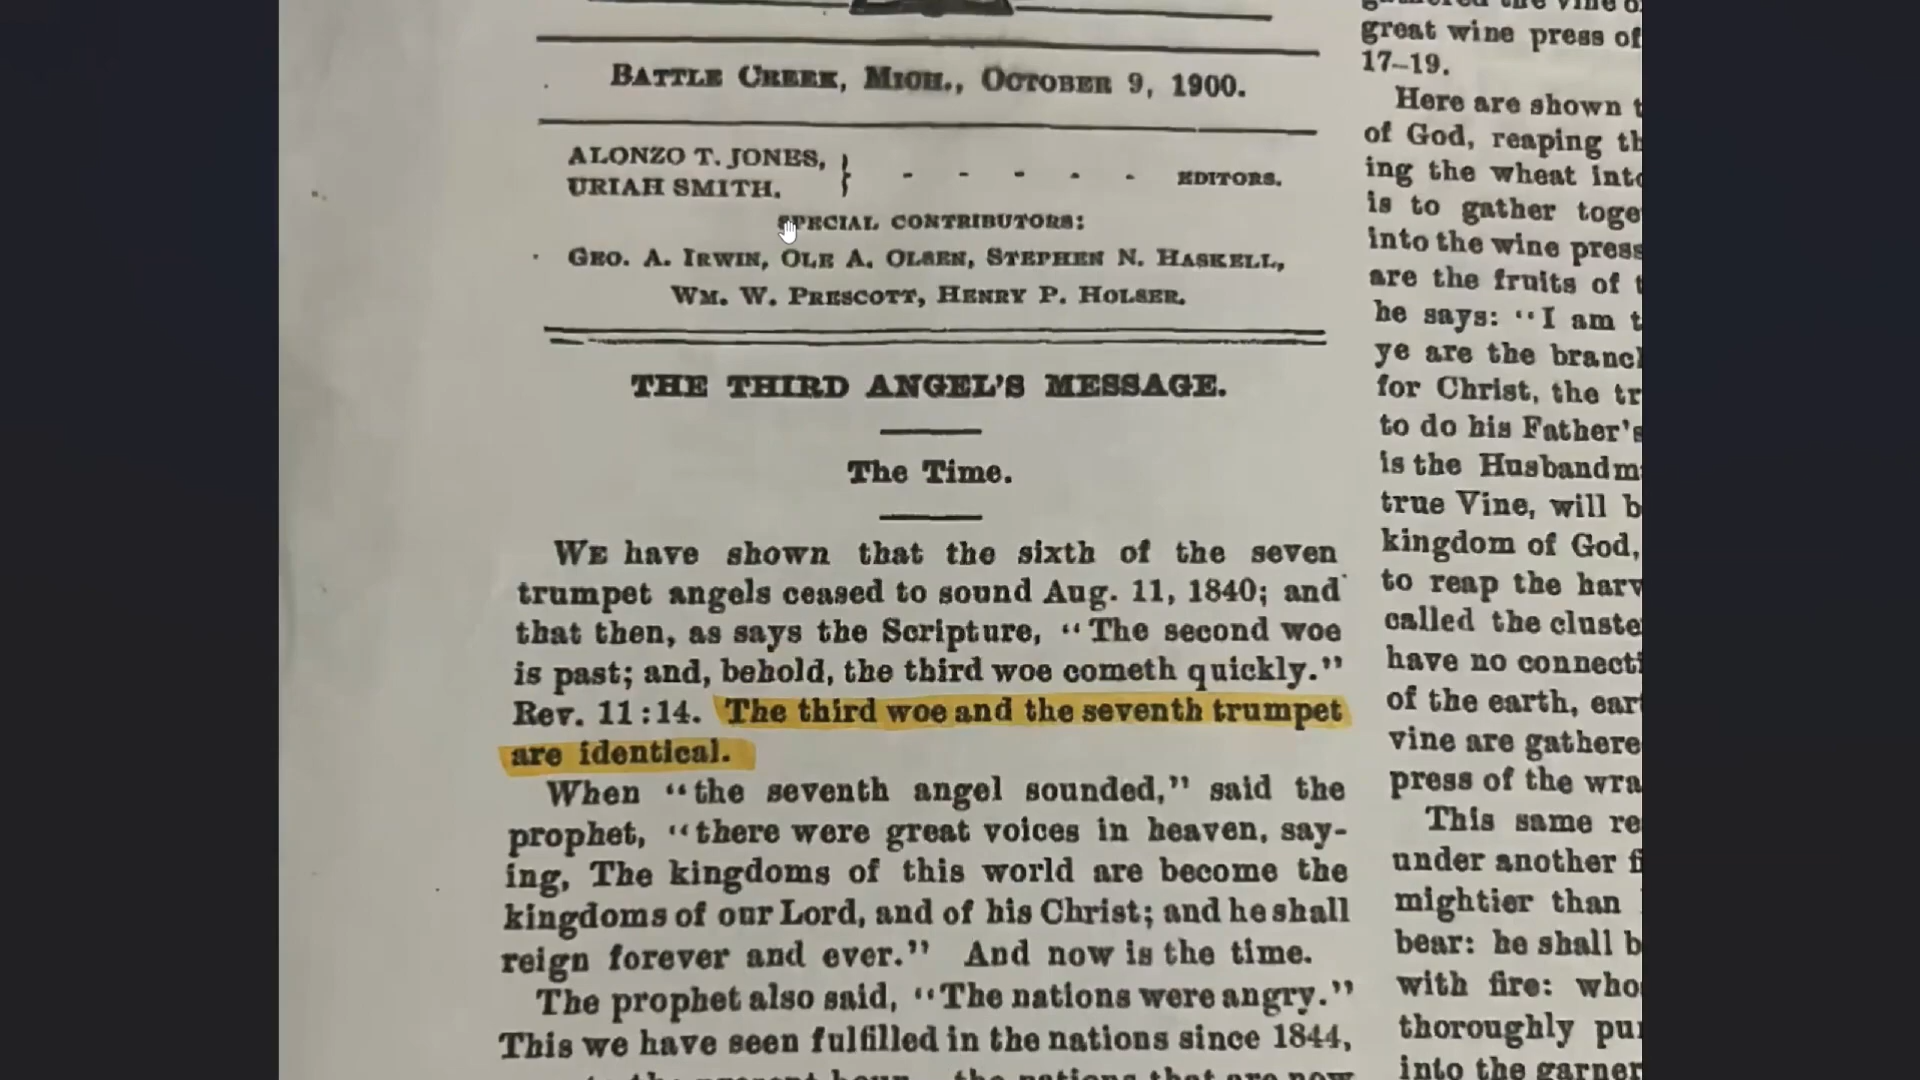 BATTLE CREEK, MICH., OCTOBER 9, 1900.
ALONZO T. JONES,
URIAH SMITH.
} - - - - - EDITORS.
SPECIAL CONTRIBUTORS:
GEO. A. IRWIN, OLE A. OLSEN, STEPHEN N. HASKELL,
WM. W. PRESCOTT, HENRY P. HOLSER.
THE THIRD ANGEL'S MESSAGE.
The Time.
WE have shown that the sixth of the seven
trumpet angels ceased to sound Aug. 11, 1840; and
that then, as says the Scripture, "The second woe
is past; and, behold, the third woe cometh quickly."
Rev. 11:14. The third woe and the seventh trumpet
are identical.
When "the seventh angel sounded," said the
prophet, "there were great voices in heaven, say-
ing, The kingdoms of this world are become the
kingdoms of our Lord, and of his Christ; and he shall
reign forever and ever." And now is the time.
The prophet also said, "The nations were angry."
This we have seen fulfilled in the nations since 1844,
great wine press of
17-19.
Here are shown t
of God, reaping th
ing the wheat into
is to gather toge
into the wine press
are the fruits of t
he says: "I am t
ye are the branc
for Christ, the tr
to do his Father's
is the Husbandm
true Vine, will b
kingdom of God,
to reap the harv
called the cluste
have no connecti
of the earth, ear
vine are gathere
press of the wra
This same re
under another fi
mightier than
bear: he shall b
with fire: who
thoroughly pu
into the garner